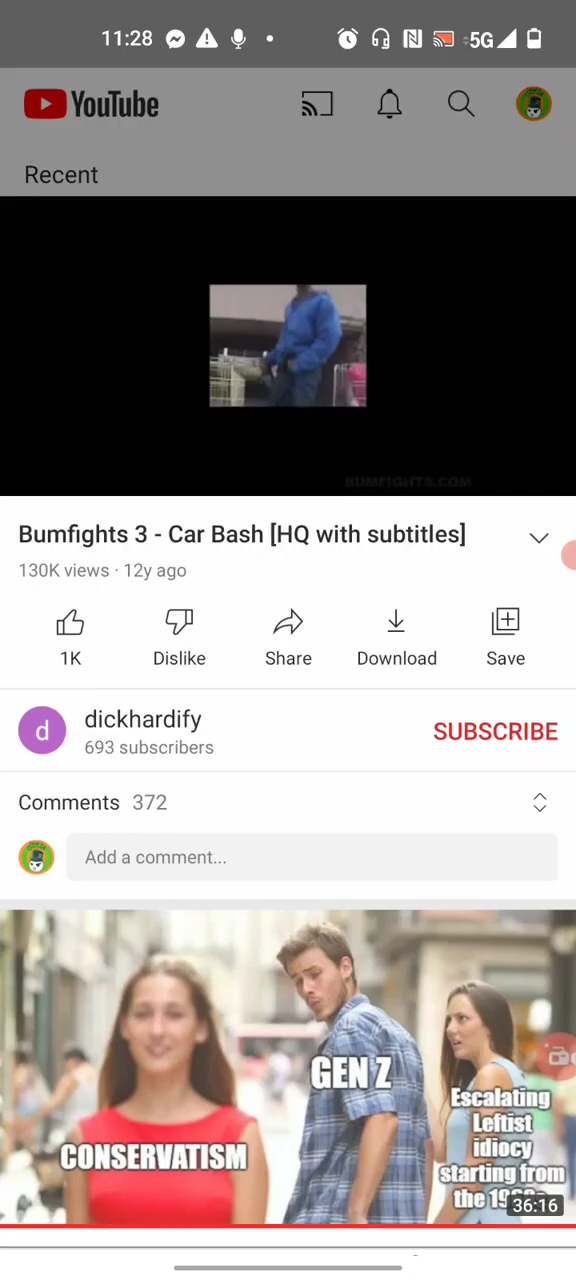 11:28
5G
YouTube
Recent
BUMFIGHTS.COM
Bumfights 3 - Car Bash [HQ with subtitles]
130K views · 12y ago
1K
Dislike
Share
Download
Save
d
dickhardify
693 subscribers
SUBSCRIBE
Comments 372
Add a comment...
GEN Z
CONSERVATISM
Escalating
Leftist
idiocy
starting from
the
36:16